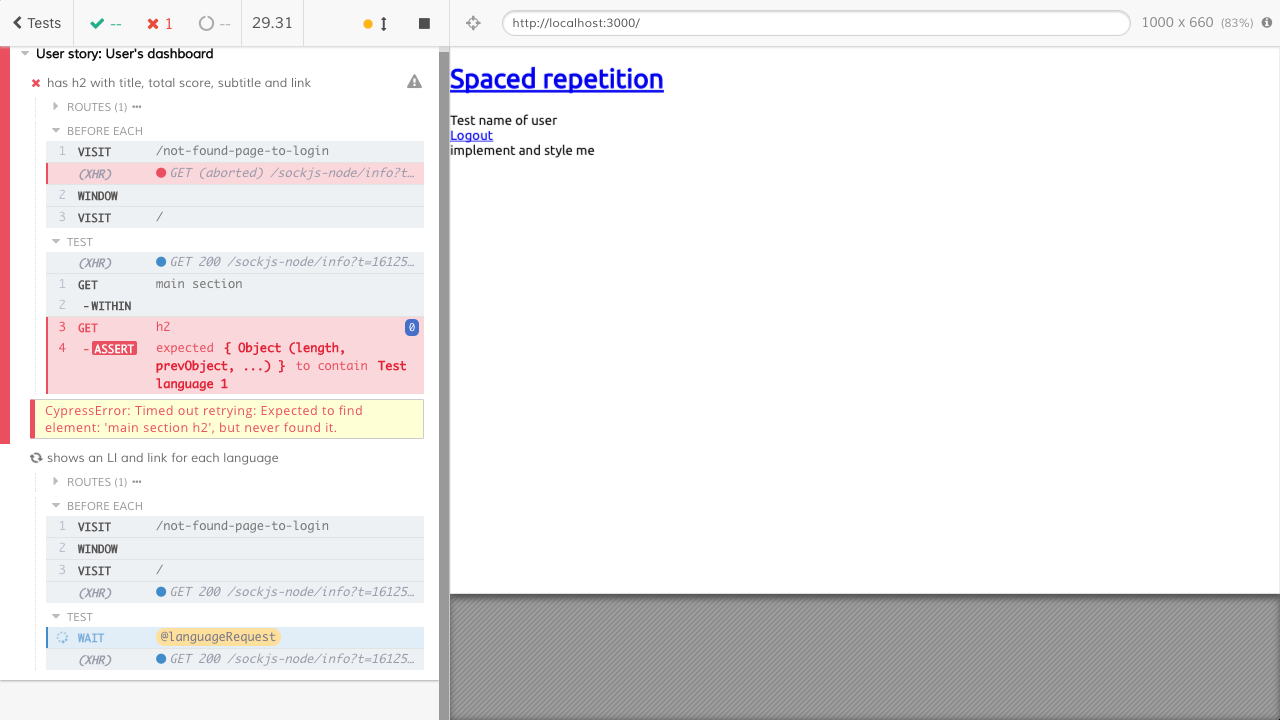 Tests
--
1
--
29.31
http://localhost:3000/
1000 x 660 (83%)
User story: User's dashboard
has h2 with title, total score, subtitle and link
ROUTES (1)
BEFORE EACH
1 VISIT /not-found-page-to-login
(XHR) GET (aborted) /sockjs-node/info?t…
2 WINDOW
3 VISIT /
TEST
(XHR) GET 200 /sockjs-node/info?t=16125…
1 GET main section
2 -WITHIN
3 GET h2 0
4 -ASSERT expected { Object (length,
prevObject, ...) } to contain Test
language 1
CypressError: Timed out retrying: Expected to find
element: 'main section h2', but never found it.
shows an LI and link for each language
ROUTES (1)
BEFORE EACH
1 VISIT /not-found-page-to-login
2 WINDOW
3 VISIT /
(XHR) GET 200 /sockjs-node/info?t=16125…
TEST
WAIT @languageRequest
(XHR) GET 200 /sockjs-node/info?t=16125…
Spaced repetition
Test name of user
Logout
implement and style me